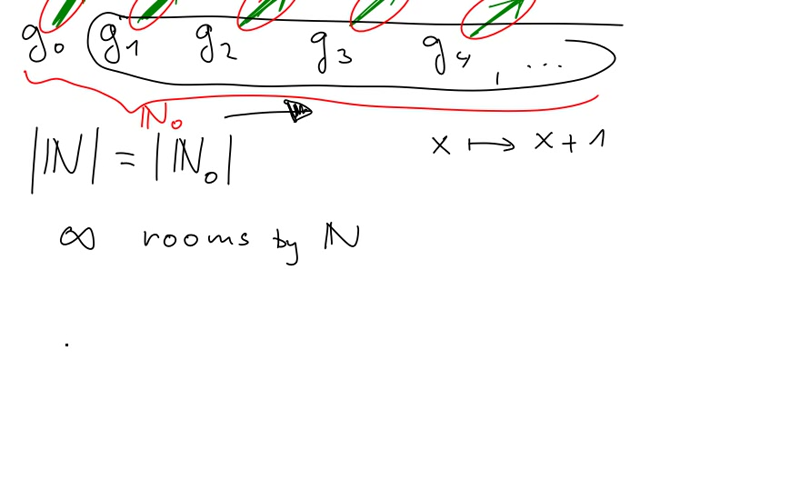 g₀ g₁ g₂ g₃ g₄, ...
ℕ₀
|ℕ| = |ℕ₀| x ↦ x + 1
∞ rooms by ℕ